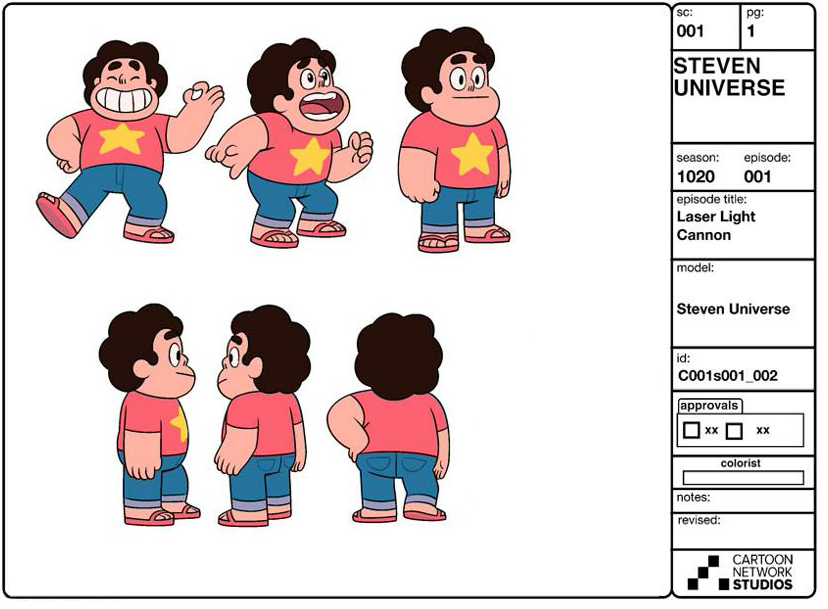 sc:
001
pg:
1
STEVEN
UNIVERSE
season:
1020
episode:
001
episode title:
Laser Light
Cannon
model:
Steven Universe
id:
C001s001_002
approvals
xx xx
colorist
notes:
revised:
CARTOON
NETWORK
STUDIOS